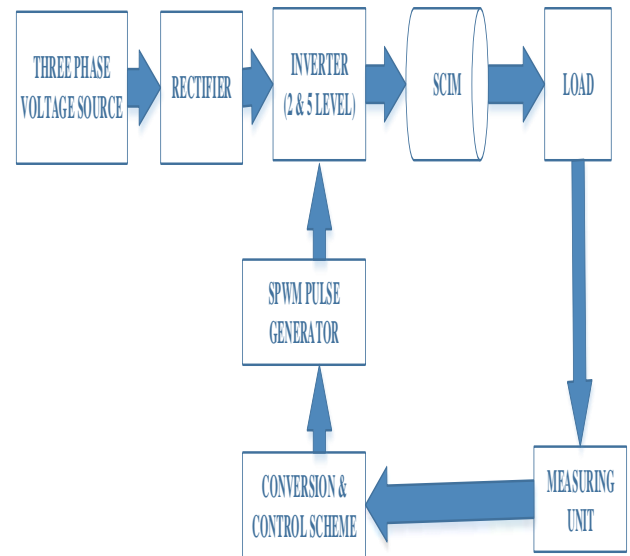 THREE PHASE
VOLTAGE SOURCE
RECTIFIER
INVERTER
(2 & 5 LEVEL)
SCIM
LOAD
SPWM PULSE
GENERATOR
CONVERSION &
CONTROL SCHEME
MEASURING
UNIT